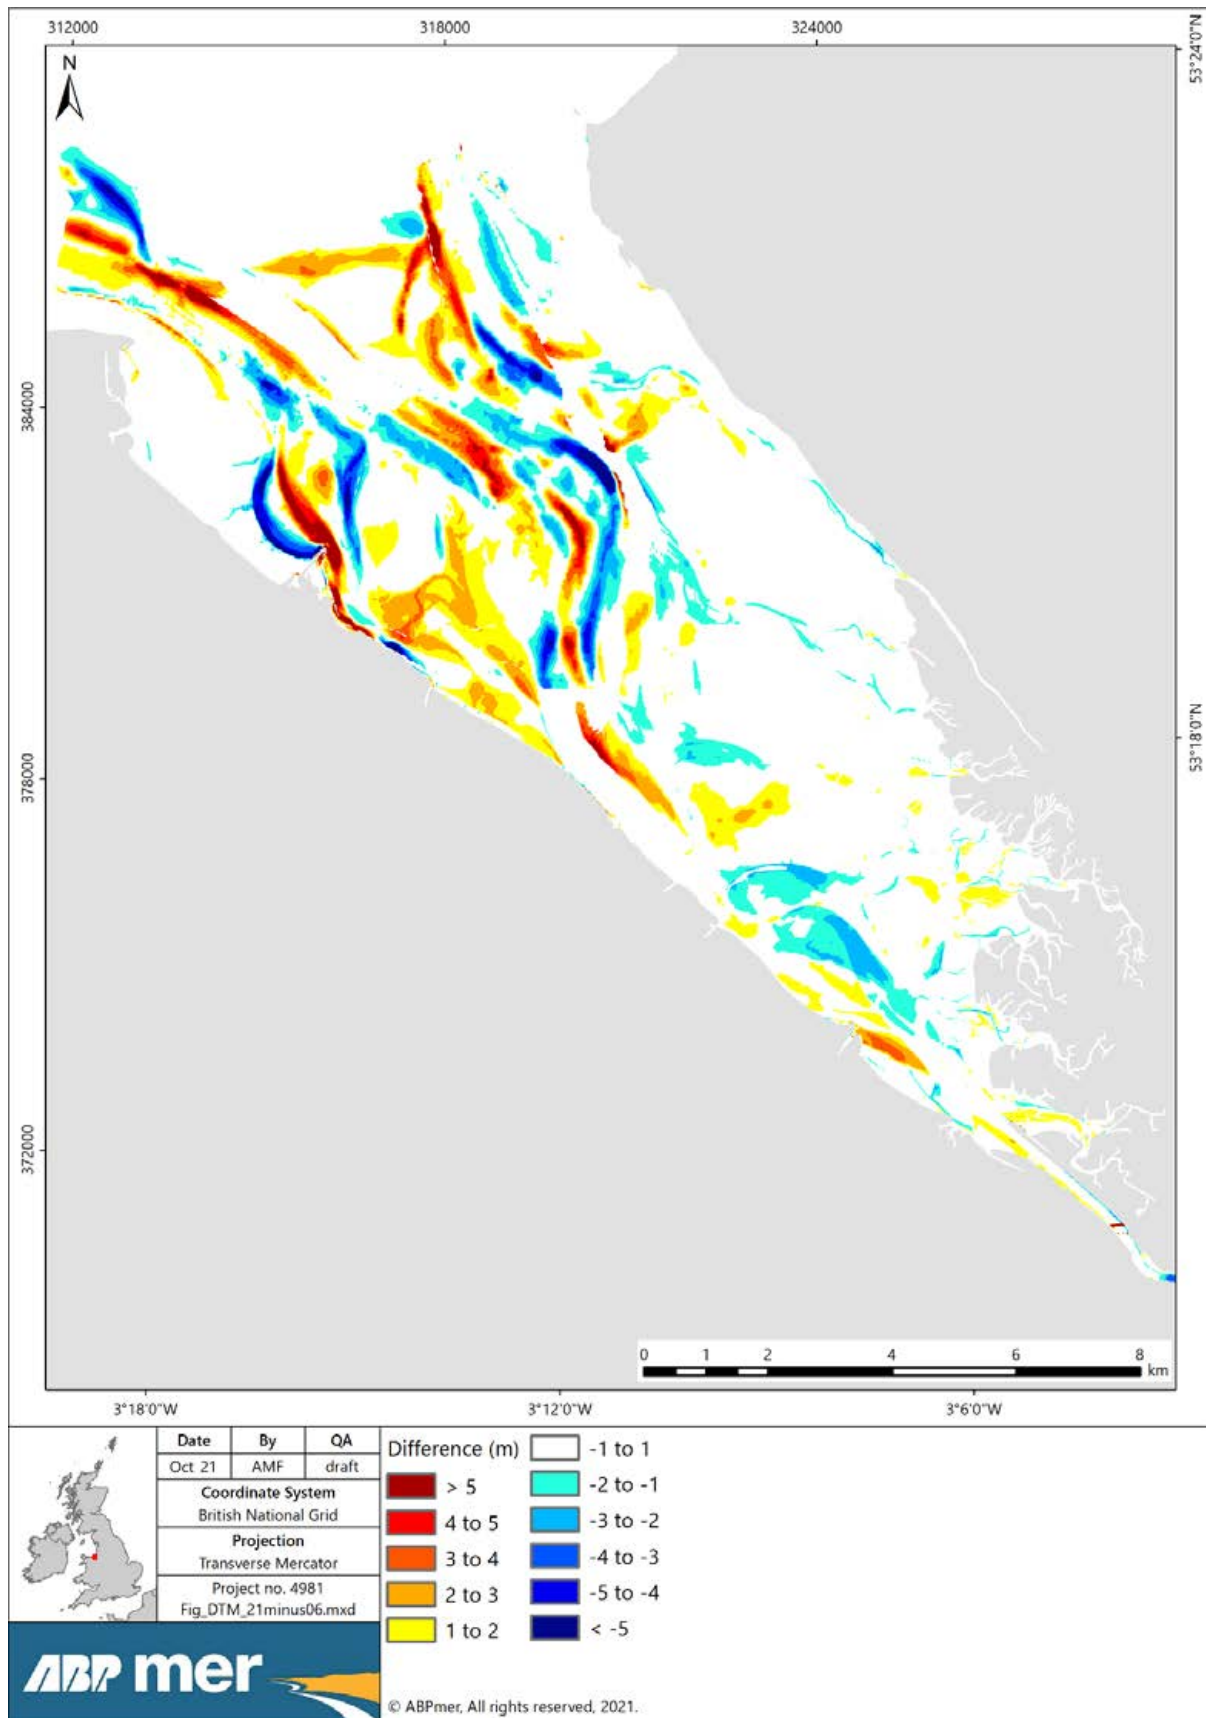 312000
318000
324000
53°24'0"N
N
384000
378000
53°18'0"N
372000
0 1 2 4 6 8
km
3°18'0"W
3°12'0"W
3°6'0"W
Date By QA
Oct 21 AMF draft
Coordinate System
British National Grid
Projection
Transverse Mercator
Project no. 4981
Fig_DTM_21minus06.mxd
ABP mer
Difference (m)
> 5
4 to 5
3 to 4
2 to 3
1 to 2
-1 to 1
-2 to -1
-3 to -2
-4 to -3
-5 to -4
< -5
© ABPmer, All rights reserved, 2021.